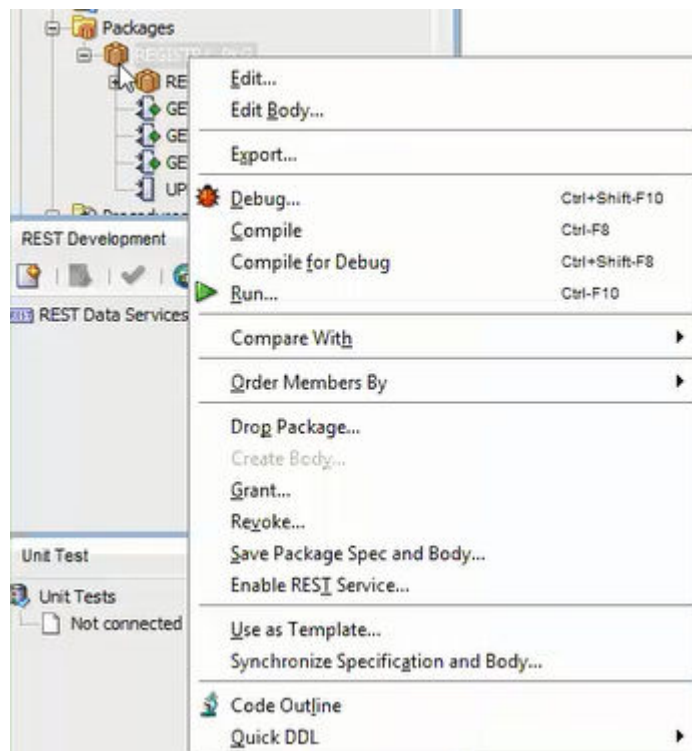 Packages
RE
GE
GE
GE
UP
Edit...
Edit Body...
Export...
Debug... Ctrl+Shift-F10
Compile Ctrl-F8
Compile for Debug Ctrl+Shift-F8
Run... Ctrl-F10
Compare With
Order Members By
Drop Package...
Create Body...
Grant...
Revoke...
Save Package Spec and Body...
Enable REST Service...
Use as Template...
Synchronize Specification and Body...
Code Outline
Quick DDL
REST Development
REST Data Services
Unit Test
Unit Tests
Not connected